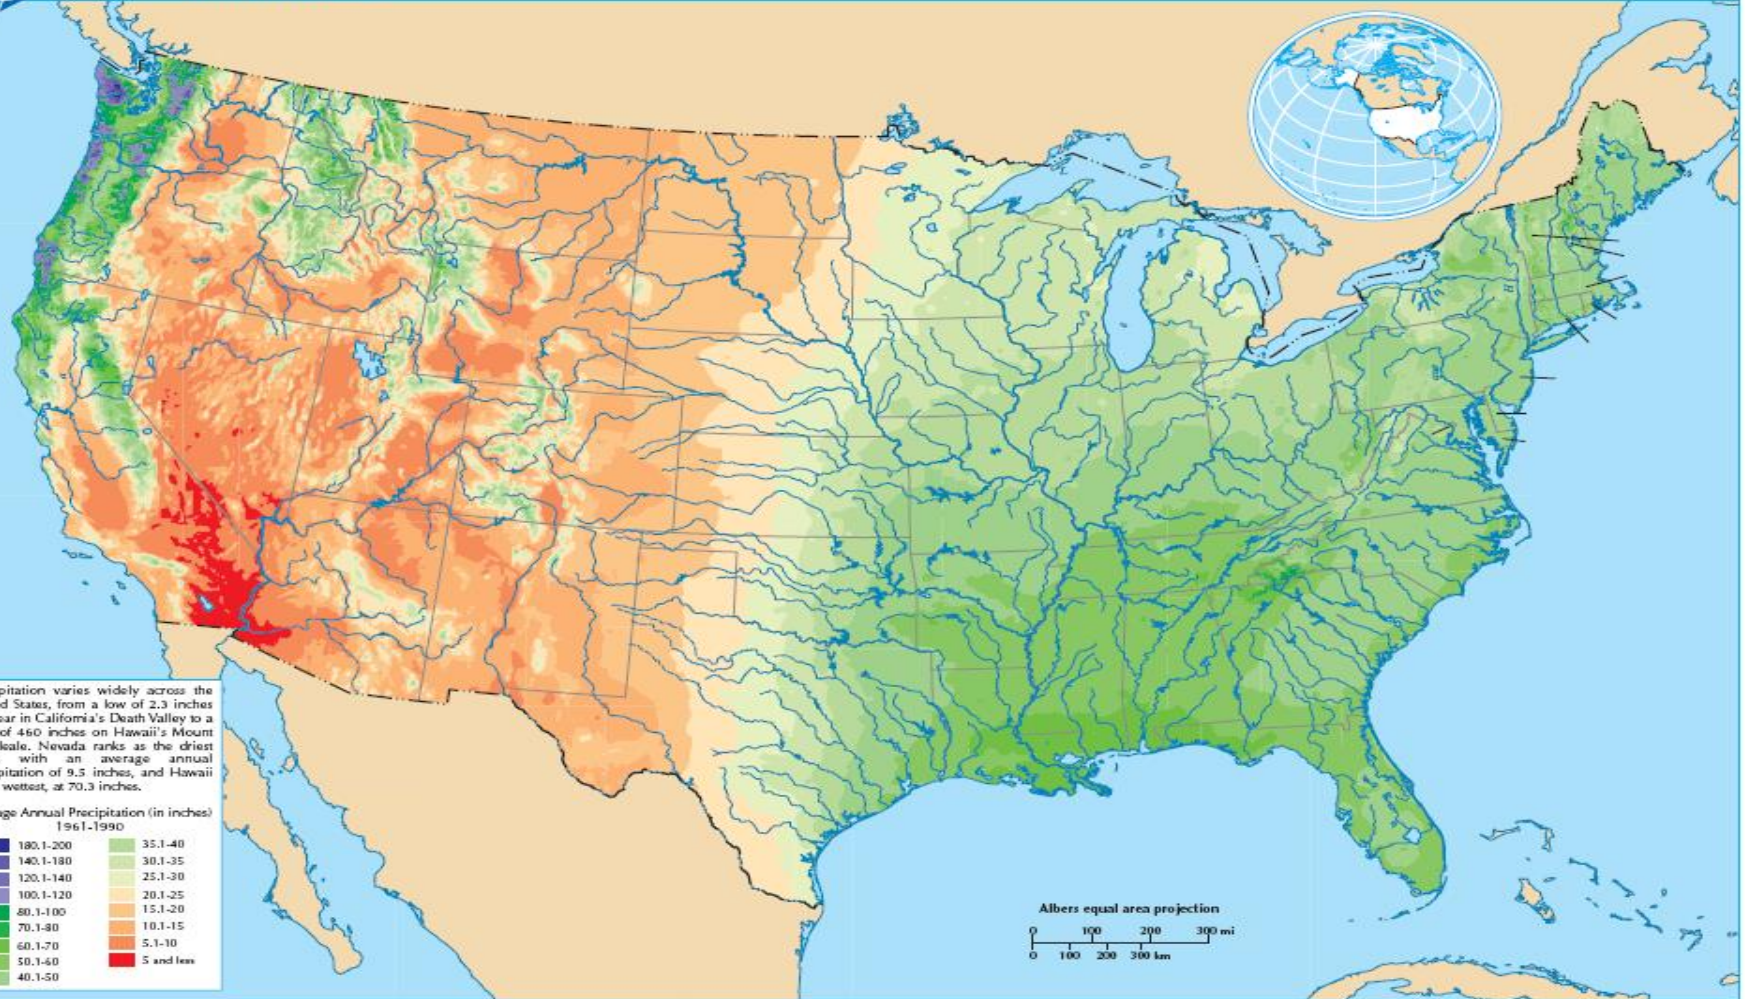 pitation varies widely across the
d States, from a low of 2.3 inches
ear in California's Death Valley to a
of 460 inches on Hawaii's Mount
leale. Nevada ranks as the driest
with an average annual
pitation of 9.5 inches, and Hawaii
wettest, at 70.3 inches.
ge Annual Precipitation (in inches)
1961-1990
180.1-200
140.1-180
120.1-140
100.1-120
80.1-100
70.1-80
60.1-70
50.1-60
40.1-50
35.1-40
30.1-35
25.1-30
20.1-25
15.1-20
10.1-15
5.1-10
5 and less
Albers equal area projection
0 100 200 300 mi
0 100 200 300 km